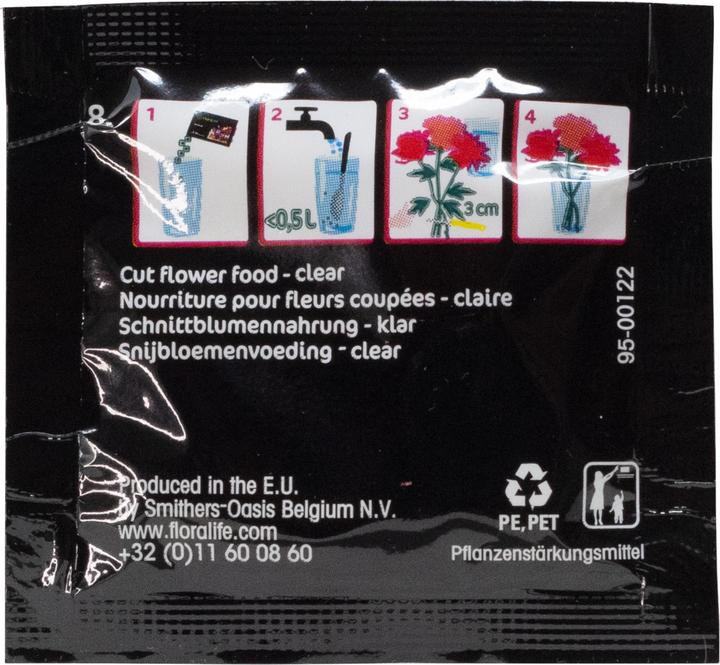 8.
1
2
3
4
<0,5 L
3 cm
Cut flower food - clear
Nourriture pour fleurs coupées - claire
Schnittblumennahrung - klar
Snijbloemenvoeding - clear
95-00122
Produced in the E.U.
by Smithers-Oasis Belgium N.V.
www.floralife.com
+32 (0)11 60 08 60
PE, PET
Pflanzenstärkungsmittel